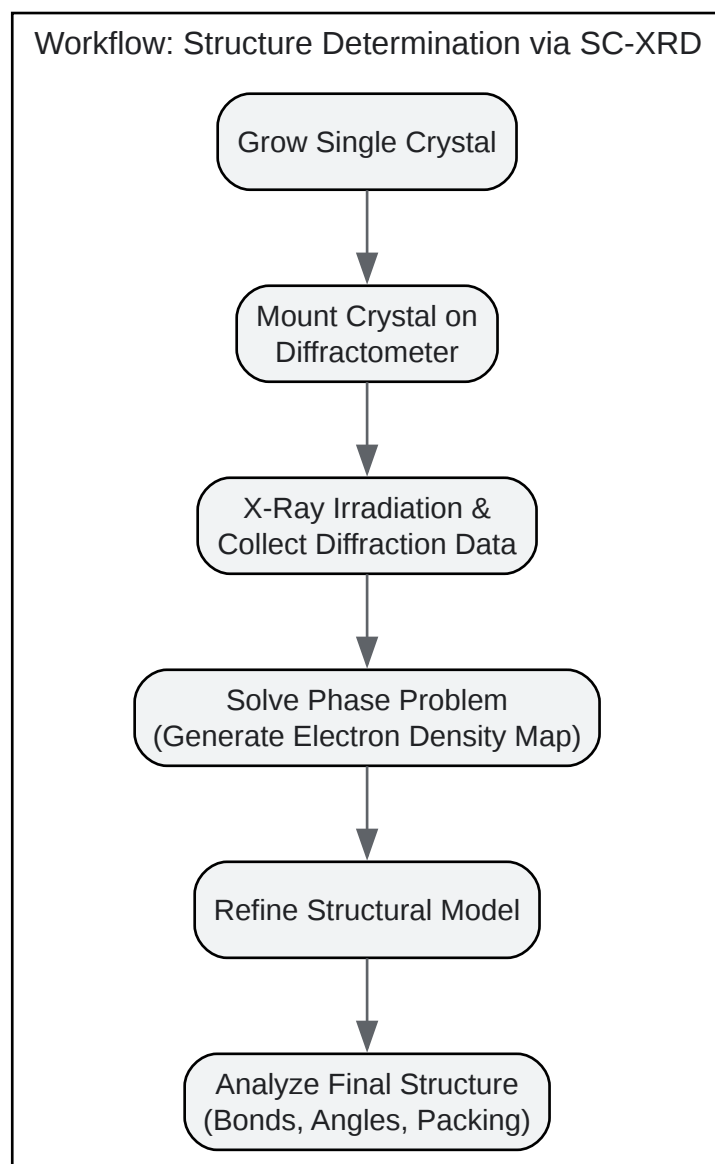 Workflow: Structure Determination via SC-XRD
Grow Single Crystal
Mount Crystal on
Diffractometer
X-Ray Irradiation &
Collect Diffraction Data
Solve Phase Problem
(Generate Electron Density Map)
Refine Structural Model
Analyze Final Structure
(Bonds, Angles, Packing)